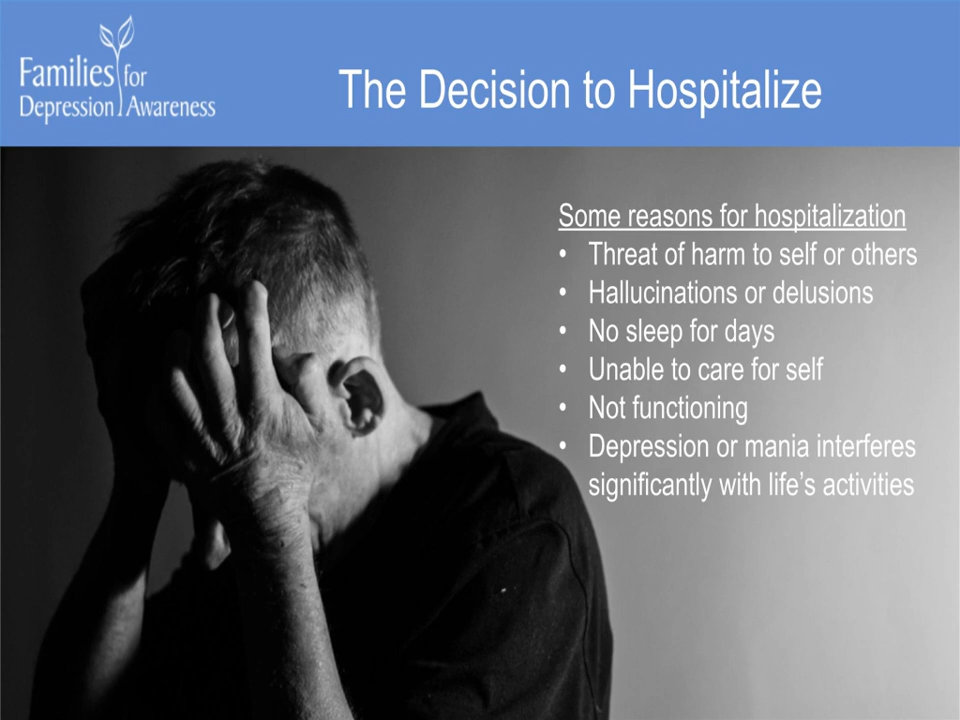 Families for
Depression Awareness
The Decision to Hospitalize
Some reasons for hospitalization
• Threat of harm to self or others
• Hallucinations or delusions
• No sleep for days
• Unable to care for self
• Not functioning
• Depression or mania interferes
significantly with life’s activities